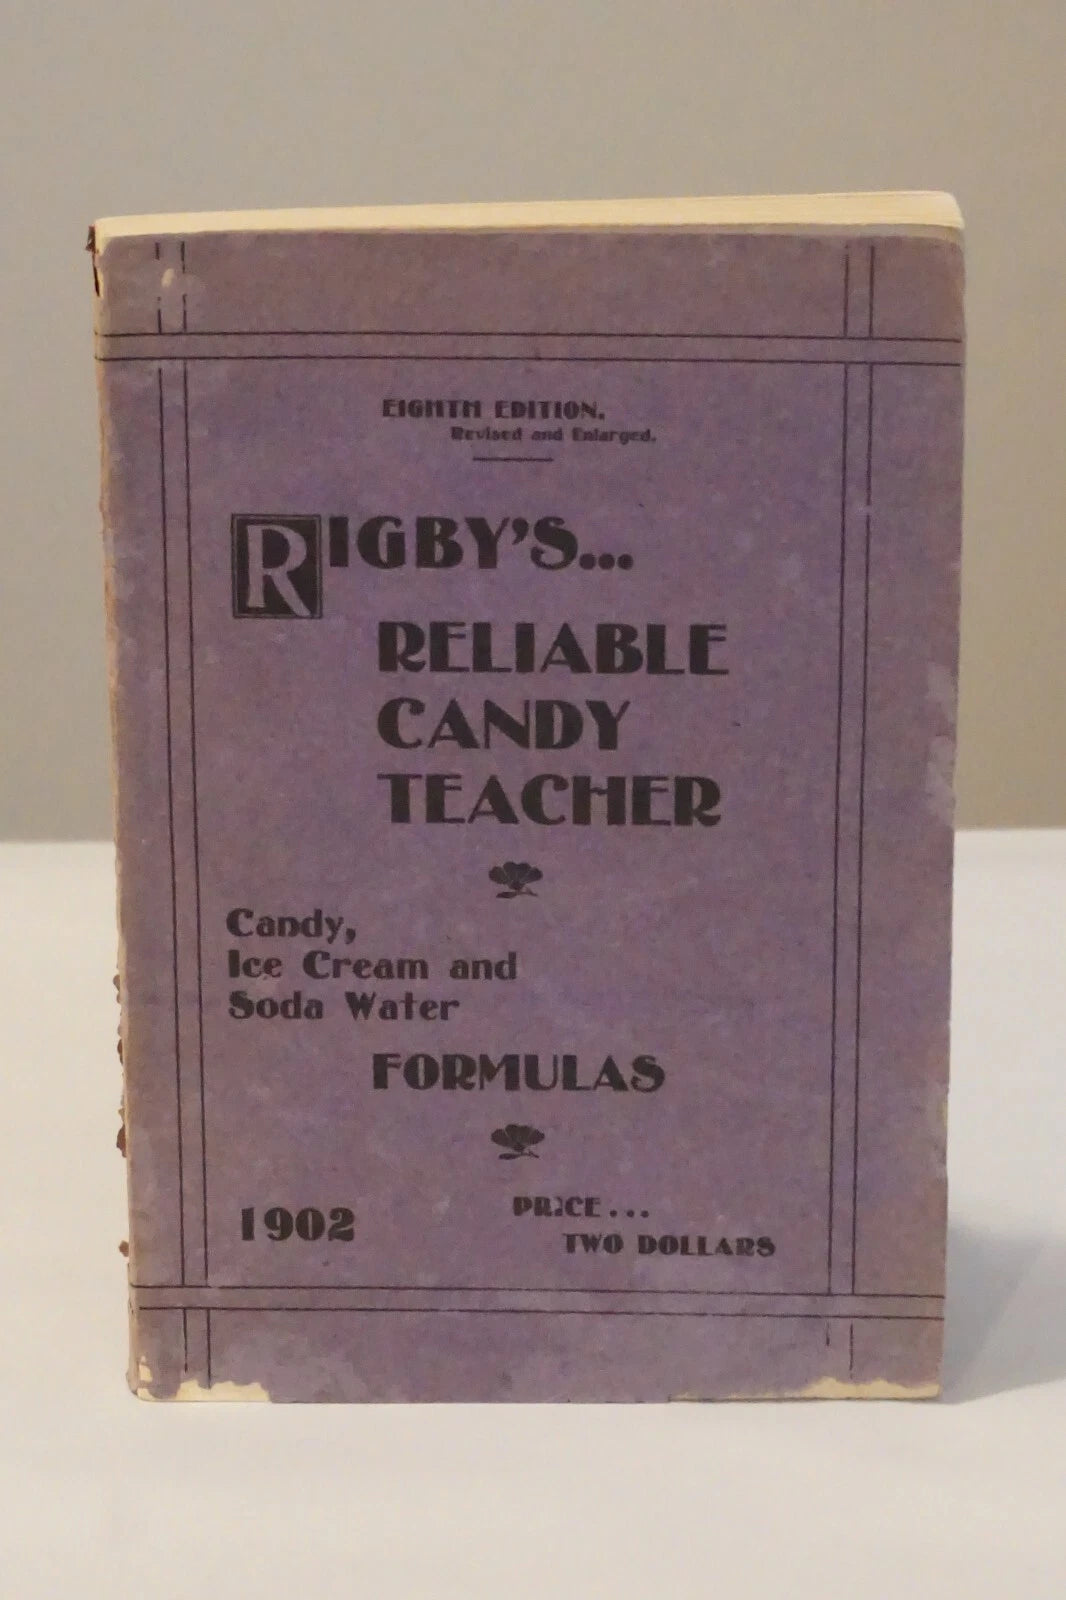 EIGHTH EDITION.
Revised and Enlarged.
RIGBY'S...
RELIABLE
CANDY
TEACHER
Candy,
Ice Cream and
Soda Water
FORMULAS
1902
PRICE...
TWO DOLLARS